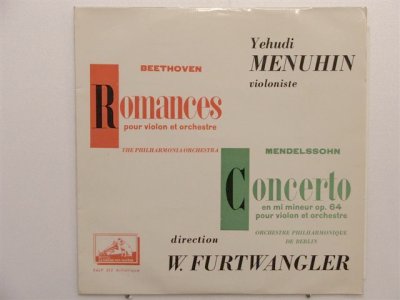 Yehudi
MENUHIN
violoniste
BEETHOVEN
Romances
pour violon et orchestre
THE PHILHARMONIA ORCHESTRA
MENDELSSOHN
Concerto
en mi mineur op. 64
pour violon et orchestre
ORCHESTRE PHILHARMONIQUE
DE BERLIN
direction
W. FURTWANGLER